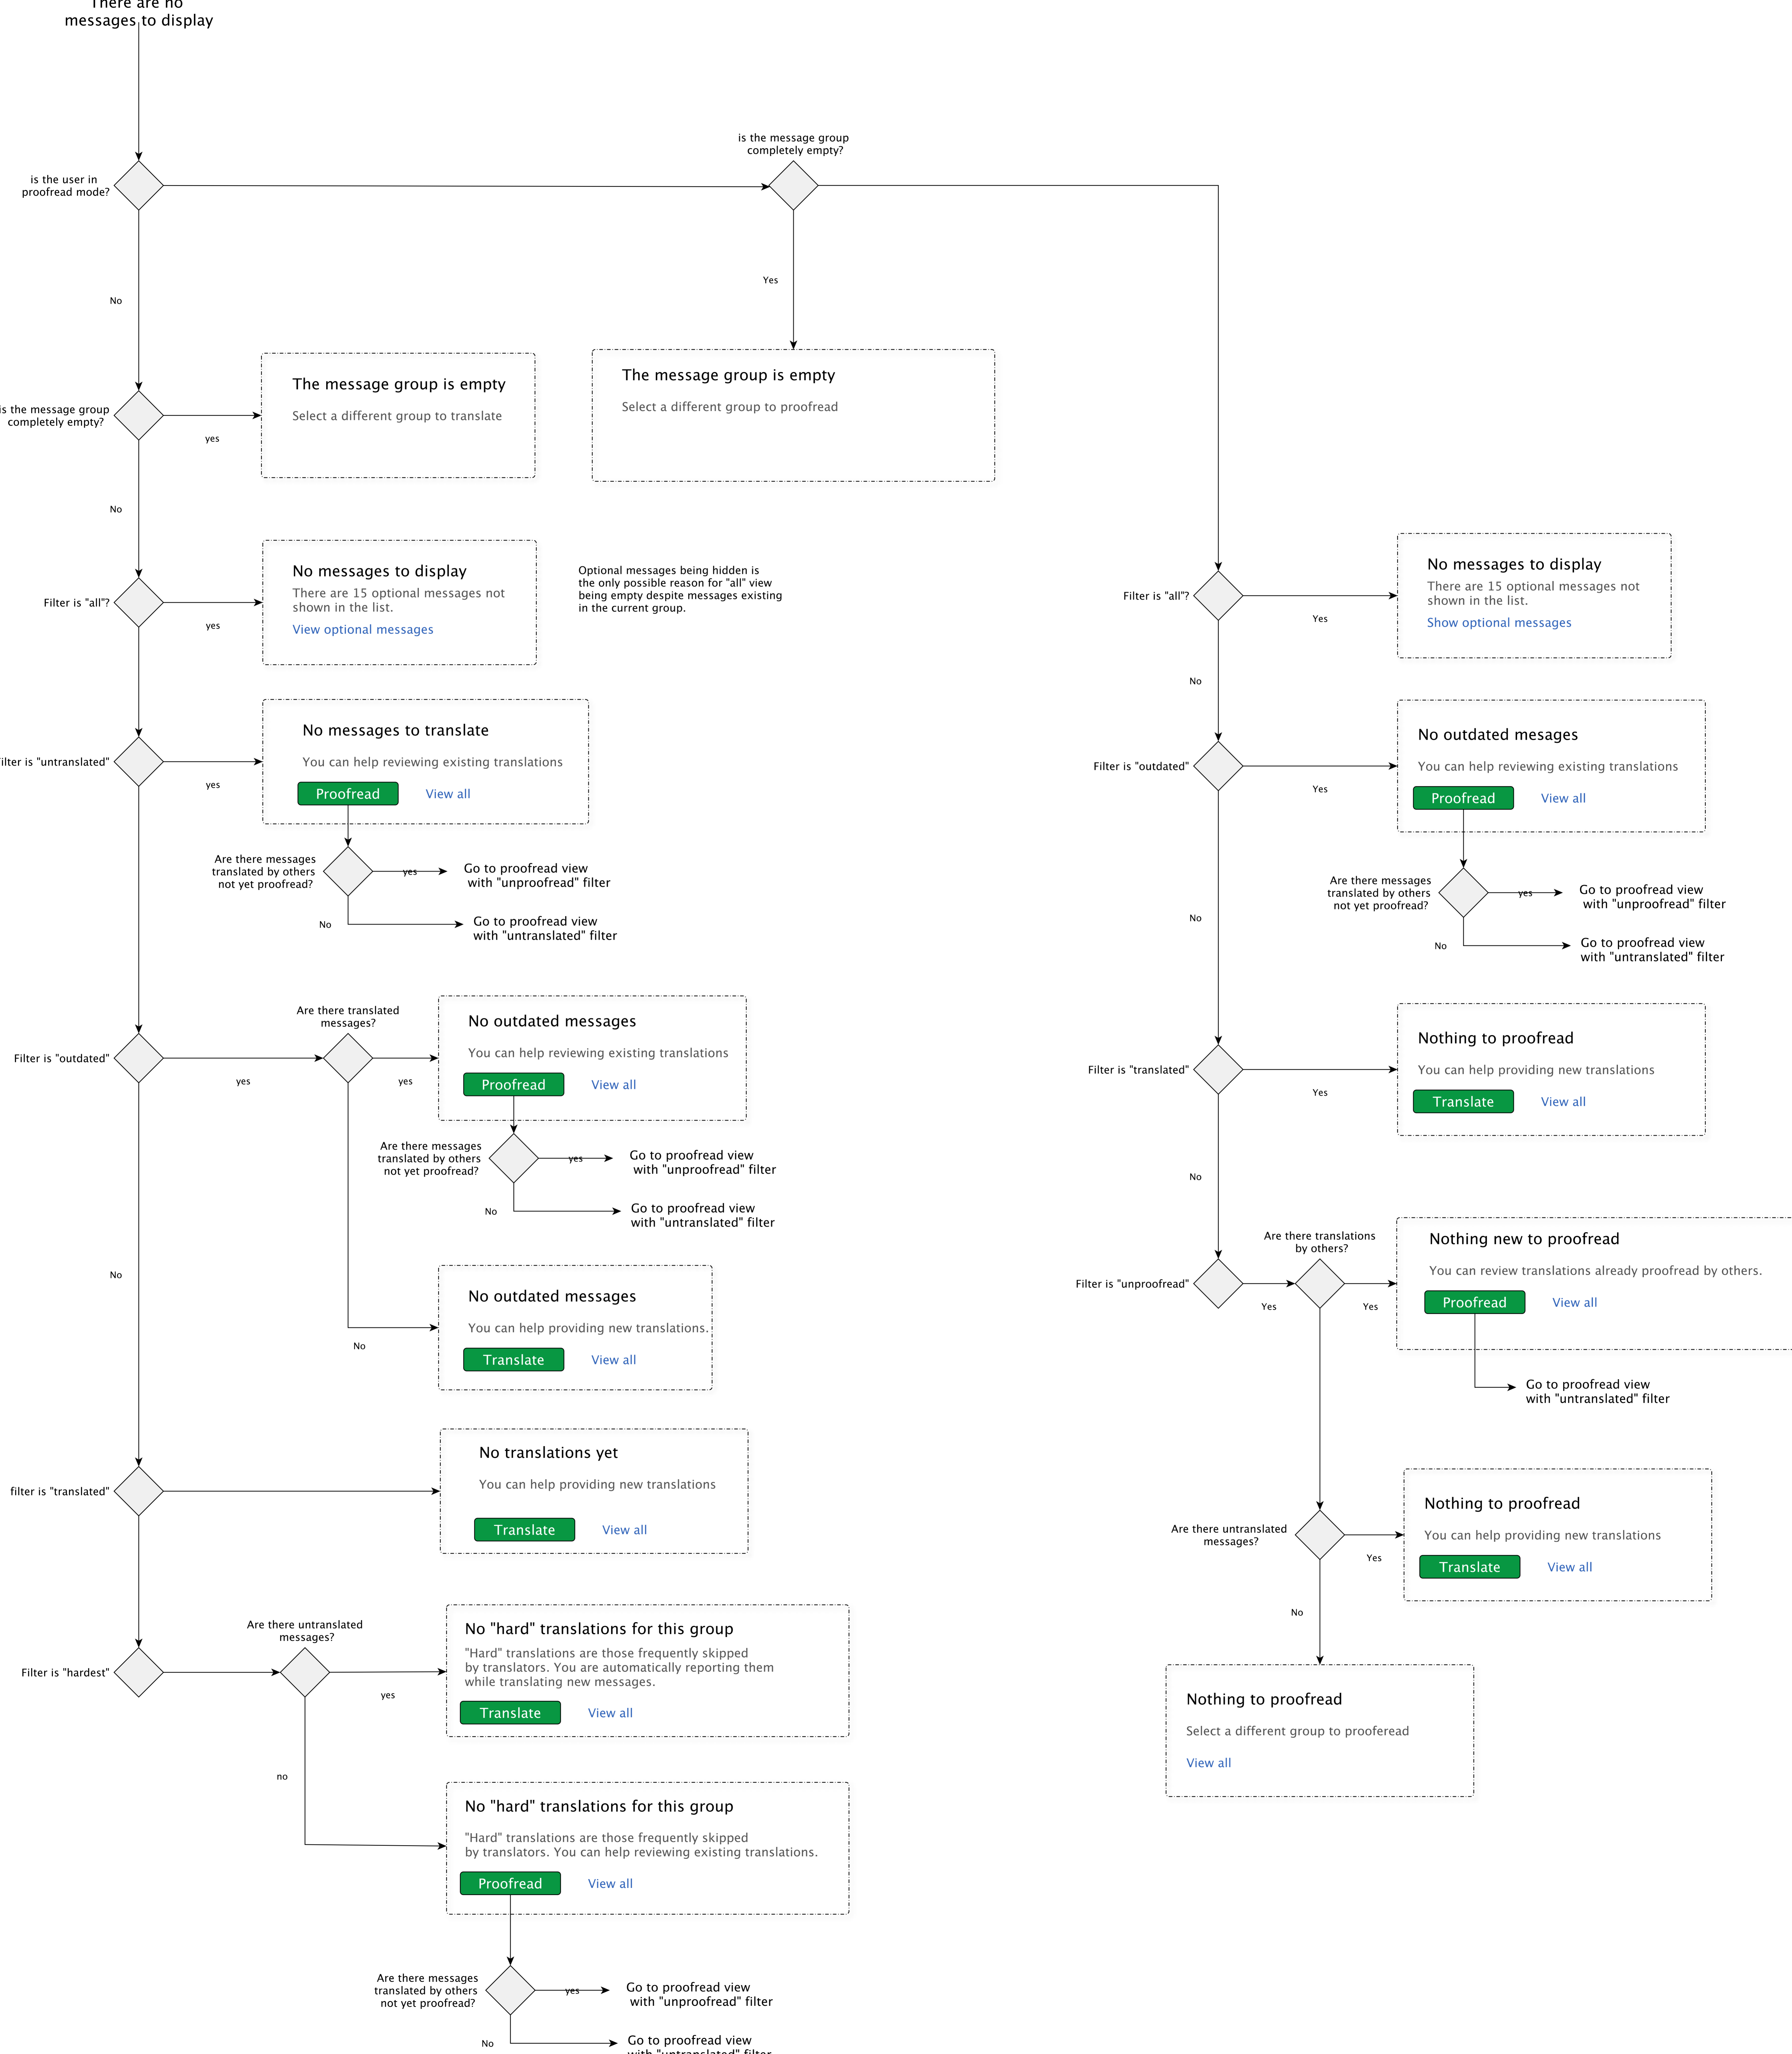 There are no
messages to display
is the message group
completely empty?
is the user in
proofread mode?
Yes
No
The message group is empty
Select a different group to translate
The message group is empty
Select a different group to proofread
is the message group
completely empty?
yes
No
No messages to display
There are 15 optional messages not
shown in the list.
View optional messages
Optional messages being hidden is
the only possible reason for "all" view
being empty despite messages existing
in the current group.
Filter is "all"?
yes
No messages to translate
You can help reviewing existing translations
Proofread
View all
Filter is "untranslated"
yes
Are there messages
translated by others
not yet proofread?
yes
Go to proofread view
with "unproofread" filter
No
Go to proofread view
with "untranslated" filter
Are there translated
messages?
No outdated messages
You can help reviewing existing translations
Proofread
View all
Filter is "outdated"
yes
yes
Are there messages
translated by others
not yet proofread?
yes
Go to proofread view
with "unproofread" filter
No
Go to proofread view
with "untranslated" filter
No
No outdated messages
You can help providing new translations.
Translate
View all
No
No translations yet
You can help providing new translations
Translate
View all
filter is "translated"
Are there untranslated
messages?
No "hard" translations for this group
"Hard" translations are those frequently skipped
by translators. You are automatically reporting them
while translating new messages.
Translate
View all
Filter is "hardest"
yes
no
No "hard" translations for this group
"Hard" translations are those frequently skipped
by translators. You can help reviewing existing translations.
Proofread
View all
Are there messages
translated by others
not yet proofread?
yes
Go to proofread view
with "unproofread" filter
No
Go to proofread view
with "untranslated" filter
Filter is "all"?
Yes
No messages to display
There are 15 optional messages not
shown in the list.
Show optional messages
No
No outdated mesages
You can help reviewing existing translations
Proofread
View all
Filter is "outdated"
Yes
Are there messages
translated by others
not yet proofread?
yes
Go to proofread view
with "unproofread" filter
No
Go to proofread view
with "untranslated" filter
No
Nothing to proofread
You can help providing new translations
Translate
View all
Filter is "translated"
Yes
No
Are there translations
by others?
Nothing new to proofread
You can review translations already proofread by others.
Proofread
View all
Filter is "unproofread"
Yes
Yes
Go to proofread view
with "untranslated" filter
Are there untranslated
messages?
Yes
Nothing to proofread
You can help providing new translations
Translate
View all
No
Nothing to proofread
Select a different group to prooferead
View all